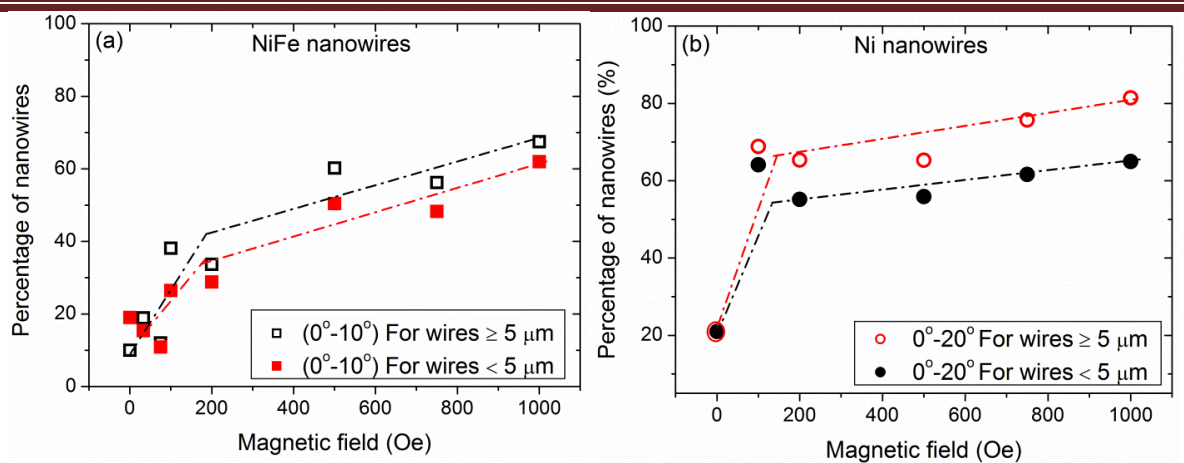 (a)
NiFe nanowires
Percentage of nanowires
100
80
60
40
20
0
(0°-10°) For wires ≥ 5 μm
(0°-10°) For wires < 5 μm
0 200 400 600 800 1000
Magnetic field (Oe)
(b)
Ni nanowires
Percentage of nanowires (%)
100
80
60
40
20
0°-20° For wires ≥ 5 μm
0°-20° For wires < 5 μm
0 200 400 600 800 1000
Magnetic field (Oe)